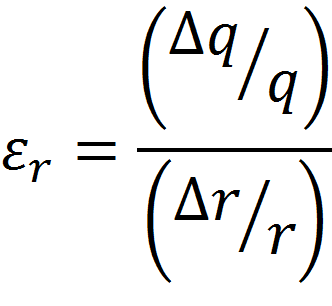 ε_r = (Δq/q) / (Δr/r)